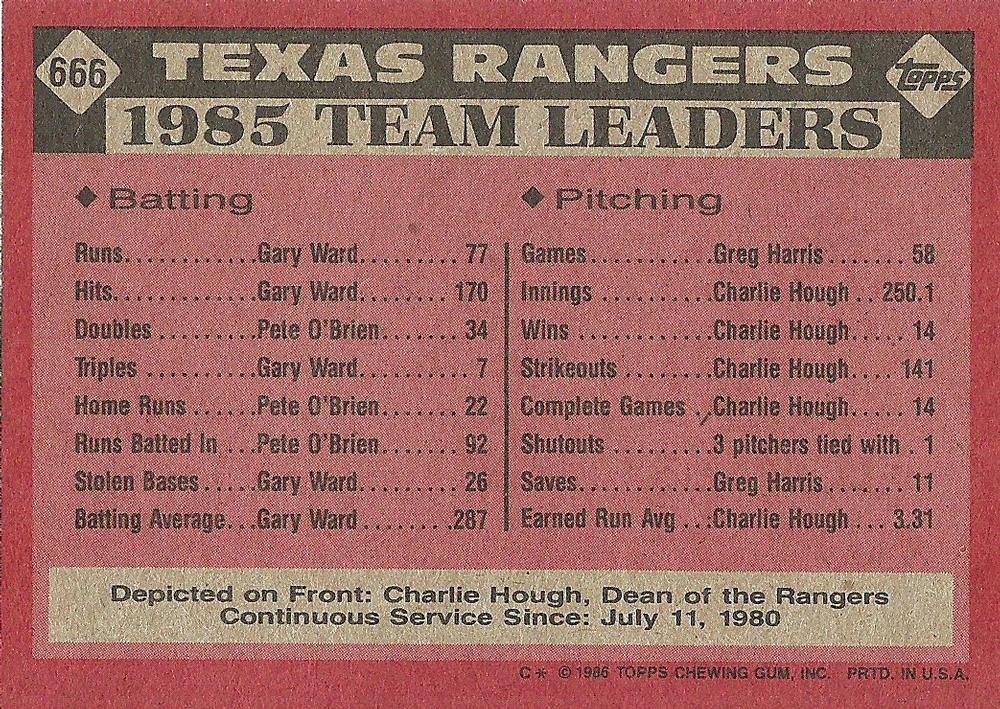 666 TEXAS RANGERS Topps
1985 TEAM LEADERS
◆ Batting
Runs............Gary Ward.........77
Hits.............Gary Ward........170
Doubles ..........Pete O'Brien.......34
Triples ..........Gary Ward.........7
Home Runs ......Pete O'Brien.......22
Runs Batted In ...Pete O'Brien.......92
Stolen Bases.....Gary Ward.........26
Batting Average...Gary Ward ........287
◆ Pitching
Games...........Greg Harris.......58
Innings ...........Charlie Hough ..250.1
Wins ............Charlie Hough.....14
Strikeouts ........Charlie Hough....141
Complete Games ..Charlie Hough.....14
Shutouts .........3 pitchers tied with .1
Saves............Greg Harris.......11
Earned Run Avg ...Charlie Hough ...3.31
Depicted on Front: Charlie Hough, Dean of the Rangers
Continuous Service Since: July 11, 1980
C * © 1986 TOPPS CHEWING GUM, INC. PRTD. IN U.S.A.